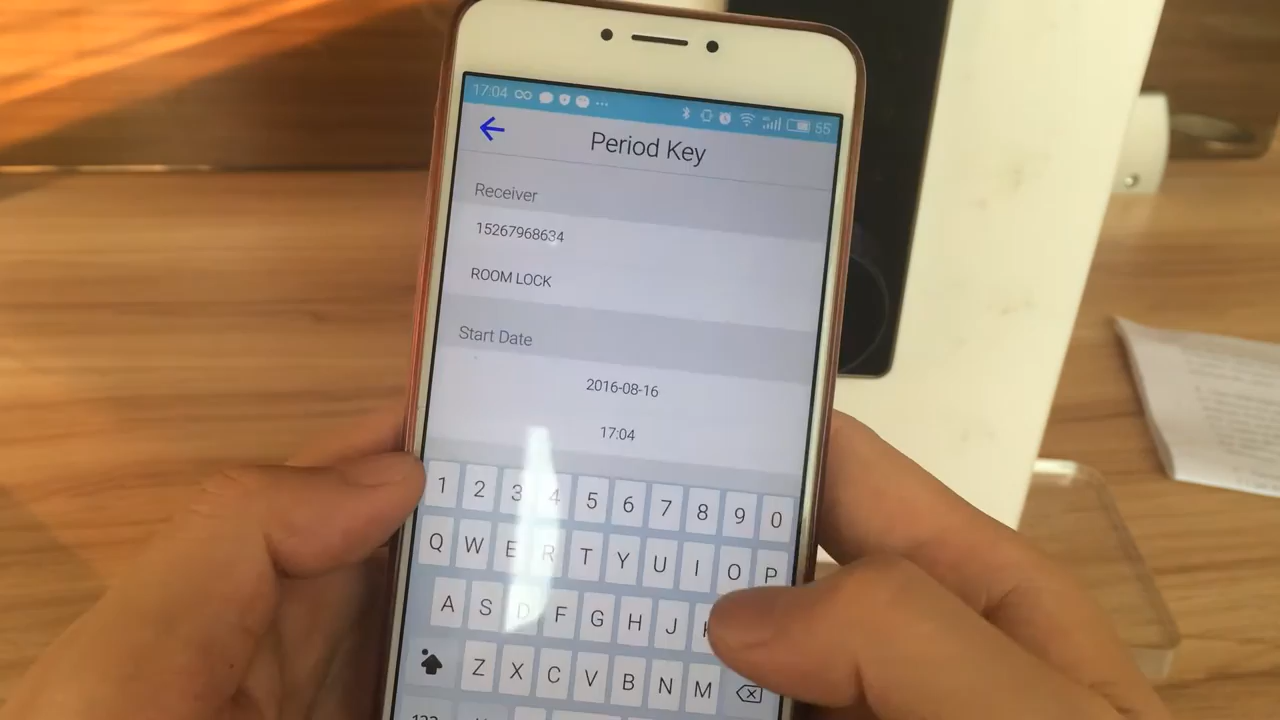 17:04 55
Period Key
Receiver
15267968634
ROOM LOCK
Start Date
2016-08-16
17:04
1 2 3 4 5 6 7 8 9 0
Q W E R T Y U I O P
A S D F G H J
Z X C V B N M